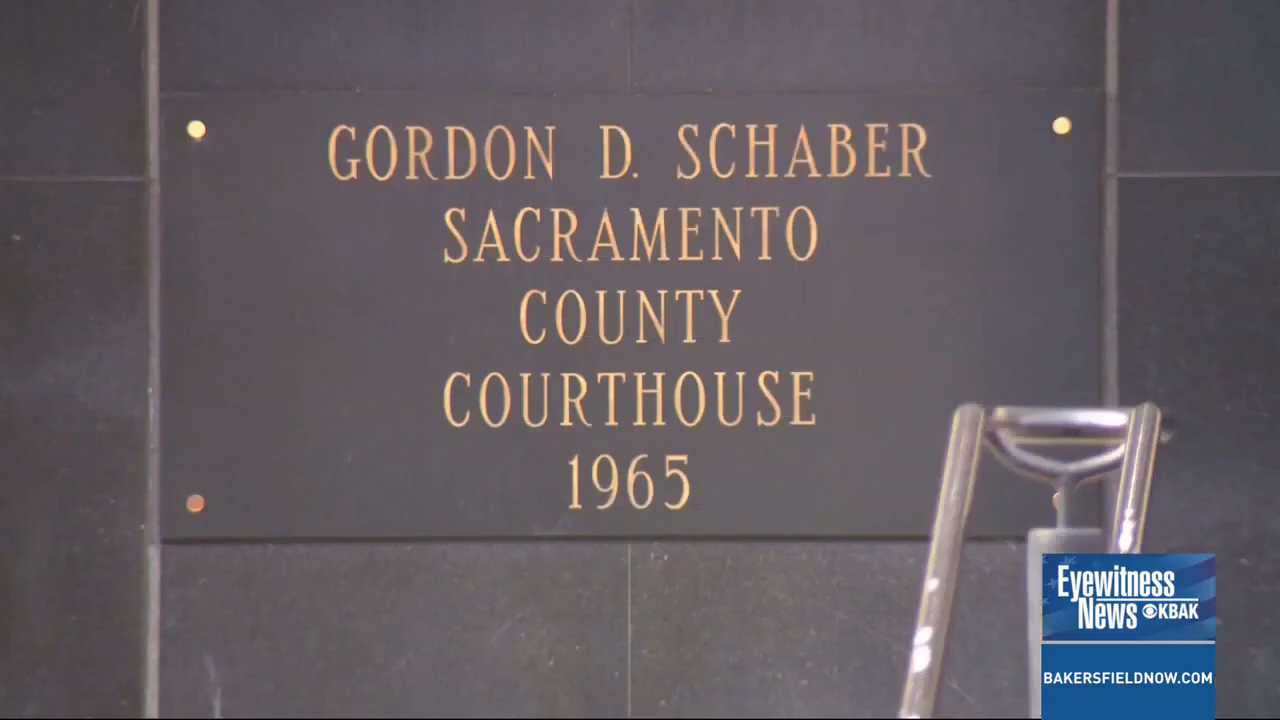 GORDON D. SCHABER
SACRAMENTO
COUNTY
COURTHOUSE
1965
Eyewitness
News KBAK
BAKERSFIELDNOW.COM